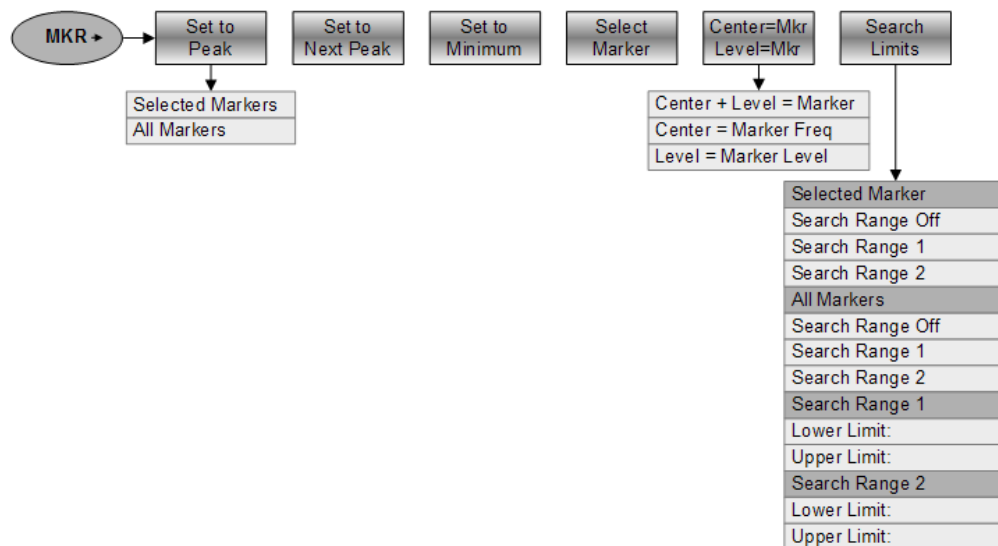 MKR →
Set to
Peak
Set to
Next Peak
Set to
Minimum
Select
Marker
Center=Mkr
Level=Mkr
Search
Limits
Selected Markers
All Markers
Center + Level = Marker
Center = Marker Freq
Level = Marker Level
Selected Marker
Search Range Off
Search Range 1
Search Range 2
All Markers
Search Range Off
Search Range 1
Search Range 2
Search Range 1
Lower Limit:
Upper Limit:
Search Range 2
Lower Limit:
Upper Limit: